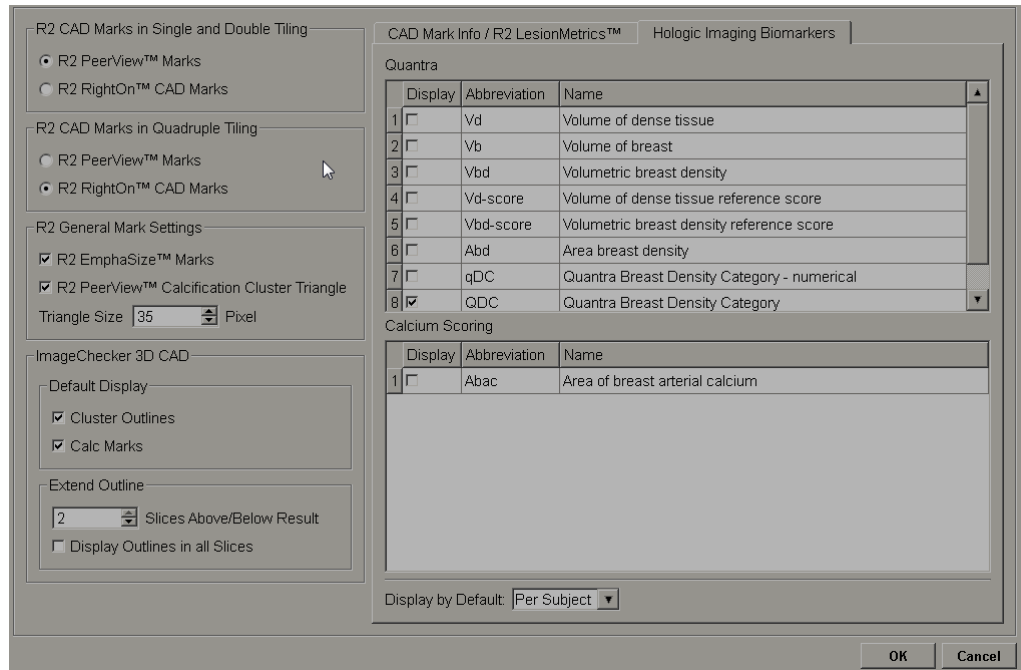 R2 CAD Marks in Single and Double Tiling
R2 PeerView™ Marks
R2 RightOn™ CAD Marks
R2 CAD Marks in Quadruple Tiling
R2 PeerView™ Marks
R2 RightOn™ CAD Marks
R2 General Mark Settings
R2 EmphaSize™ Marks
R2 PeerView™ Calcification Cluster Triangle
Triangle Size 35 Pixel
ImageChecker 3D CAD
Default Display
Cluster Outlines
Calc Marks
Extend Outline
2 Slices Above/Below Result
Display Outlines in all Slices
CAD Mark Info / R2 LesionMetrics™ Hologic Imaging Biomarkers
Quantra
Display Abbreviation Name
1 Vd Volume of dense tissue
2 Vb Volume of breast
3 Vbd Volumetric breast density
4 Vd-score Volume of dense tissue reference score
5 Vbd-score Volumetric breast density reference score
6 Abd Area breast density
7 qDC Quantra Breast Density Category - numerical
8 QDC Quantra Breast Density Category
Calcium Scoring
Display Abbreviation Name
1 Abac Area of breast arterial calcium
Display by Default: Per Subject
OK Cancel